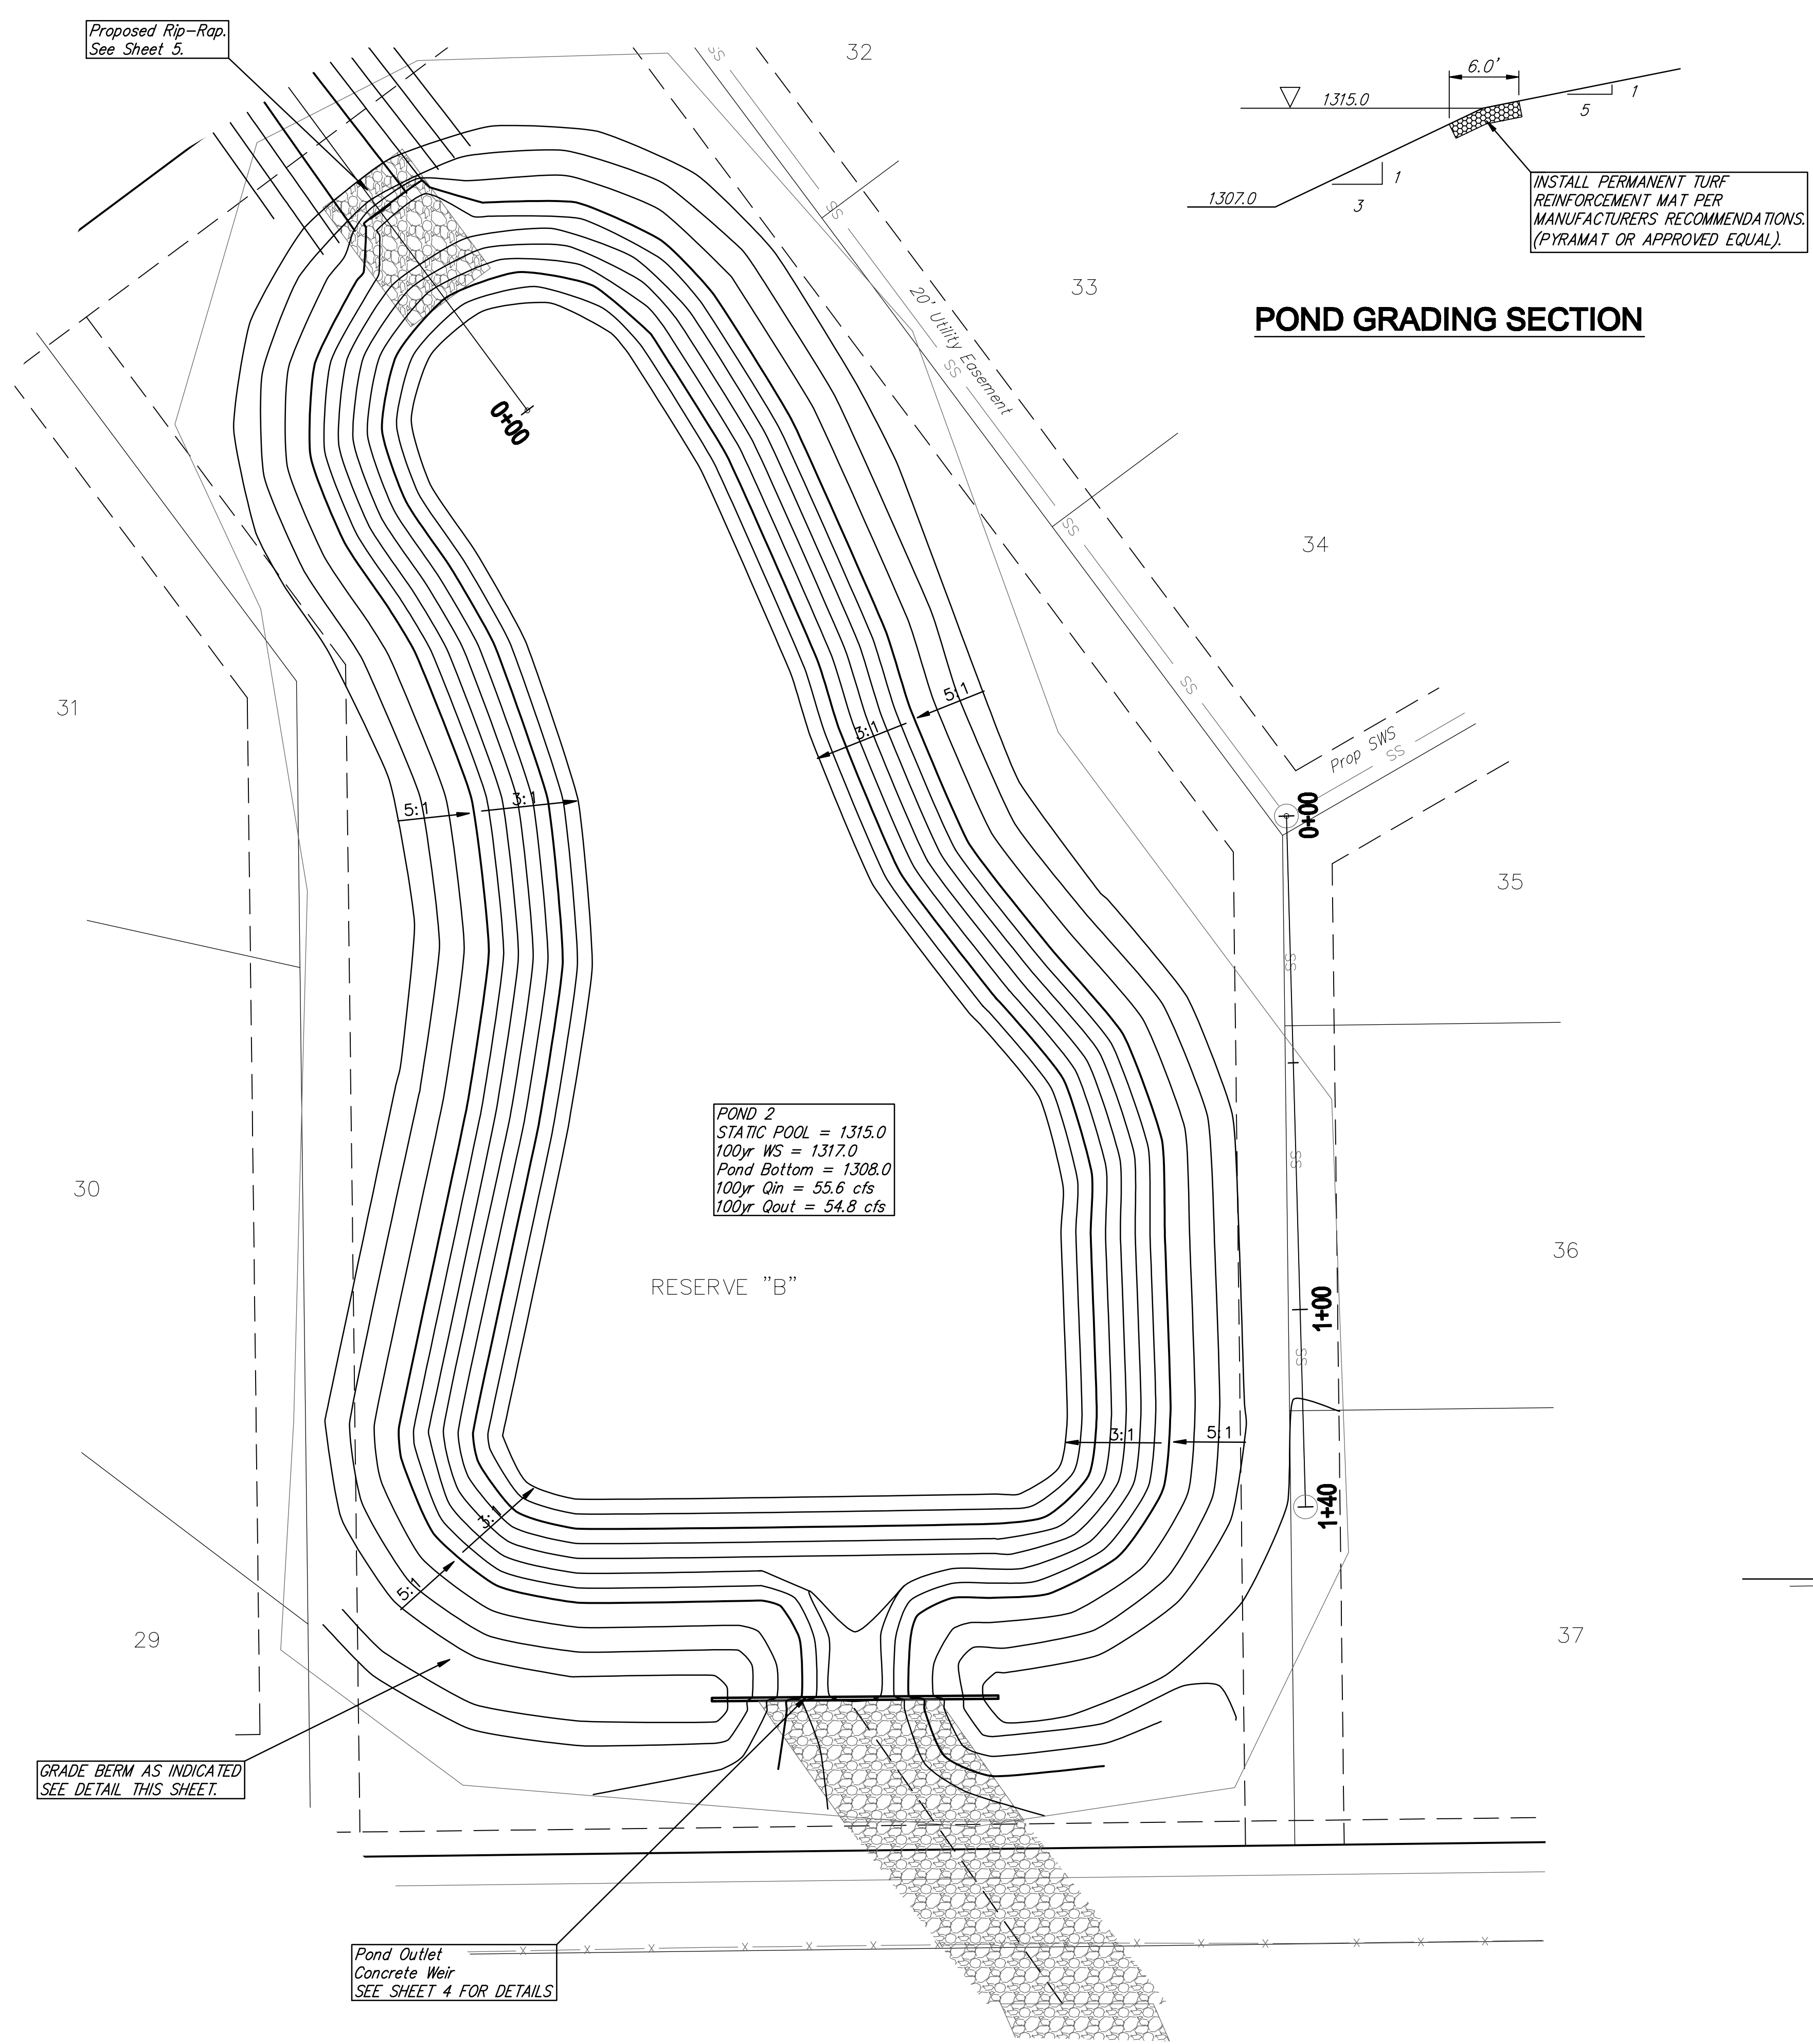 Proposed Rip-Rap.
See Sheet 5.
32
SS
6.0'
1315.0
5
1
1307.0
3
1
INSTALL PERMANENT TURF
REINFORCEMENT MAT PER
MANUFACTURERS RECOMMENDATIONS.
(PYRAMAT OR APPROVED EQUAL).
POND GRADING SECTION
SS
33
20' Utility Easement
SS
0+00
SS
34
31
SS
5:1
3:1
Prop SWS
SS
5:1
3:1
0+00
35
SS
POND 2
STATIC POOL = 1315.0
100yr WS = 1317.0
Pond Bottom = 1308.0
100yr Qin = 55.6 cfs
100yr Qout = 54.8 cfs
SS
30
36
RESERVE "B"
1+00
SS
3:1
5:1
1+40
3:1
5:1
29
37
GRADE BERM AS INDICATED
SEE DETAIL THIS SHEET.
Pond Outlet
Concrete Weir
SEE SHEET 4 FOR DETAILS
X X X X X X X X X X X X X X